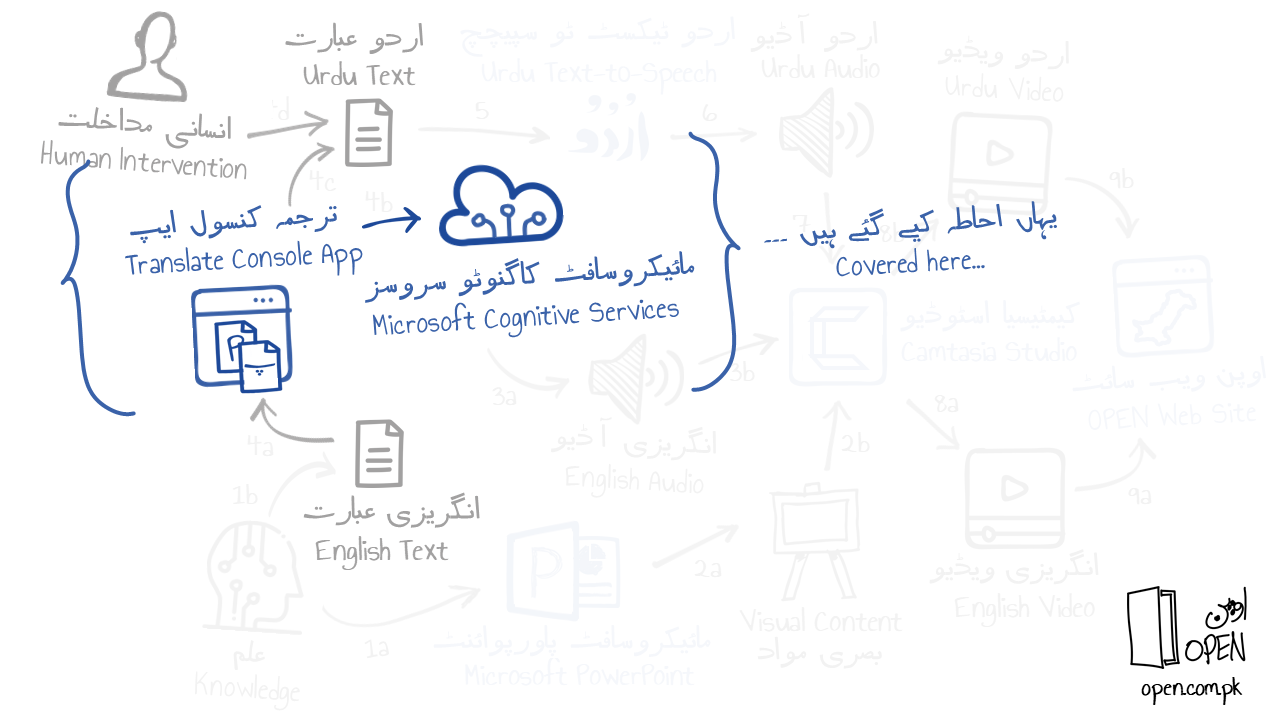 اردو عبارت
Urdu Text
اردو ٹیکسٹ ٹو سپیچچ
Urdu Text-to-Speech
اردو آڈیو
Urdu Audio
اردو ویڈیو
Urdu Video
انسانی مداخلت
Human Intervention
4d
5
اردو
6
4c
4b
9b
ترجمہ کنسول ایپ
Translate Console App
مائیکروسافٹ کاگنوٹو سروسز
Microsoft Cognitive Services
7
یہاں احاطہ کیے گئے ہیں ...
Covered here...
3a
3b
کیمٹیسیا اسٹوڈیو
Camtasia Studio
اوپن ویب سائٹ
OPEN Web Site
4a
انگریزی آڈیو
English Audio
2b
8a
9a
1b
انگریزی عبارت
English Text
P
2a
1a
علم
Knowledge
مائیکروسافٹ پاورپوائنٹ
Microsoft PowerPoint
Visual Content
بصری مواد
انگریزی ویڈیو
English Video
اوپن
OPEN
open.com.pk